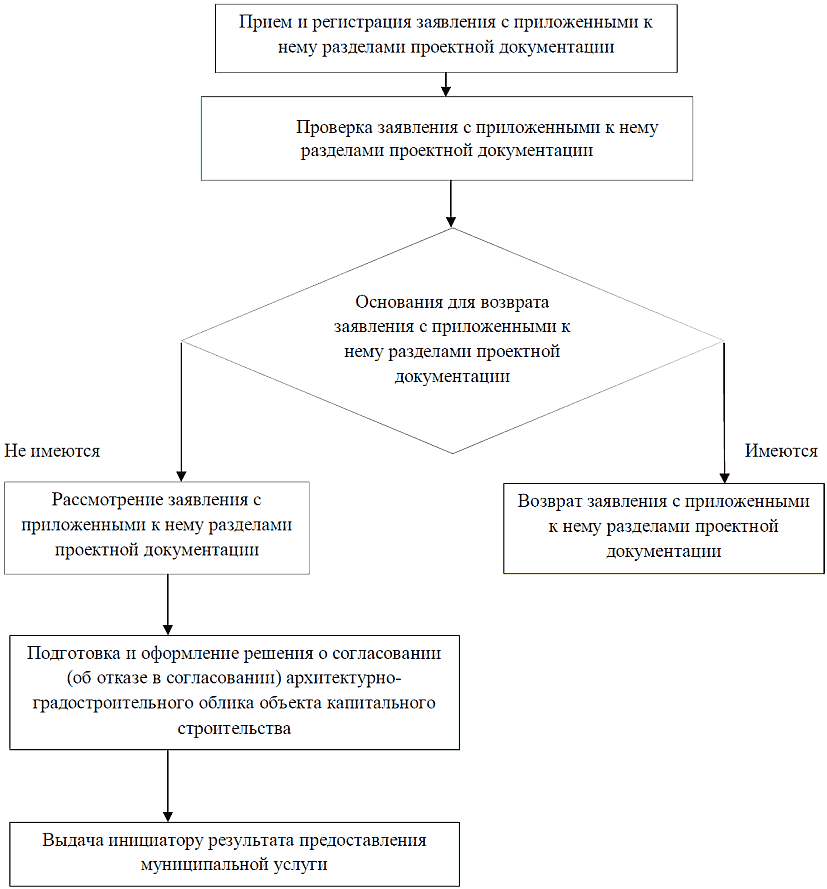 Прием и регистрация заявления с приложенными к
нему разделами проектной документации
Проверка заявления с приложенными к нему
разделами проектной документации
Основания для возврата
заявления с приложенными к
нему разделами проектной
документации
Не имеются
Имеются
Рассмотрение заявления с
приложенными к нему разделами
проектной документации
Возврат заявления с приложенными
к нему разделами проектной
документации
Подготовка и оформление решения о согласовании
(об отказе в согласовании) архитектурно-
градостроительного облика объекта капитального
строительства
Выдача инициатору результата предоставления
муниципальной услуги